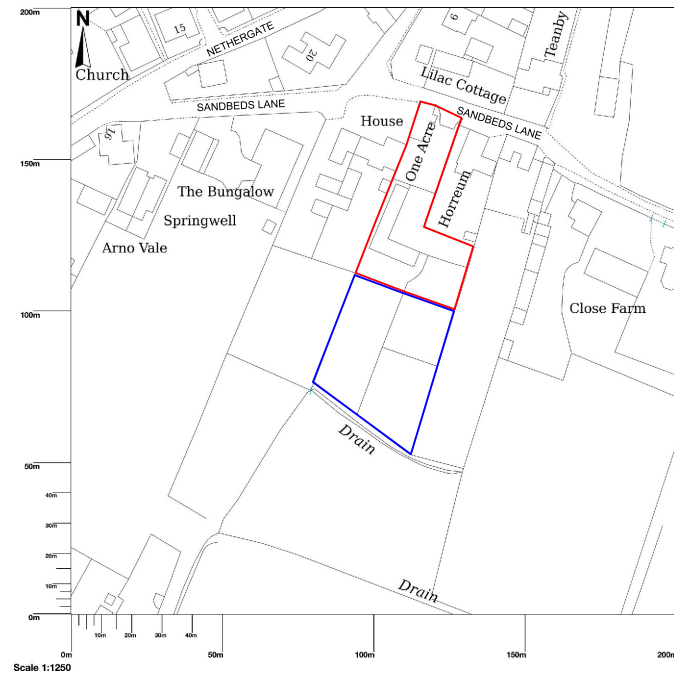 200m
N
15
NETHERGATE
20
9
Teanby
Church
Lilac Cottage
SANDBEDS LANE
SANDBEDS LANE
House
16
One Acre
150m
The Bungalow
Horreum
Springwell
Arno Vale
100m
Close Farm
Drain
50m
40m
30m
20m
10m
Drain
0m
10m
20m
30m
40m
0m
50m
100m
150m
200m
Scale 1:1250